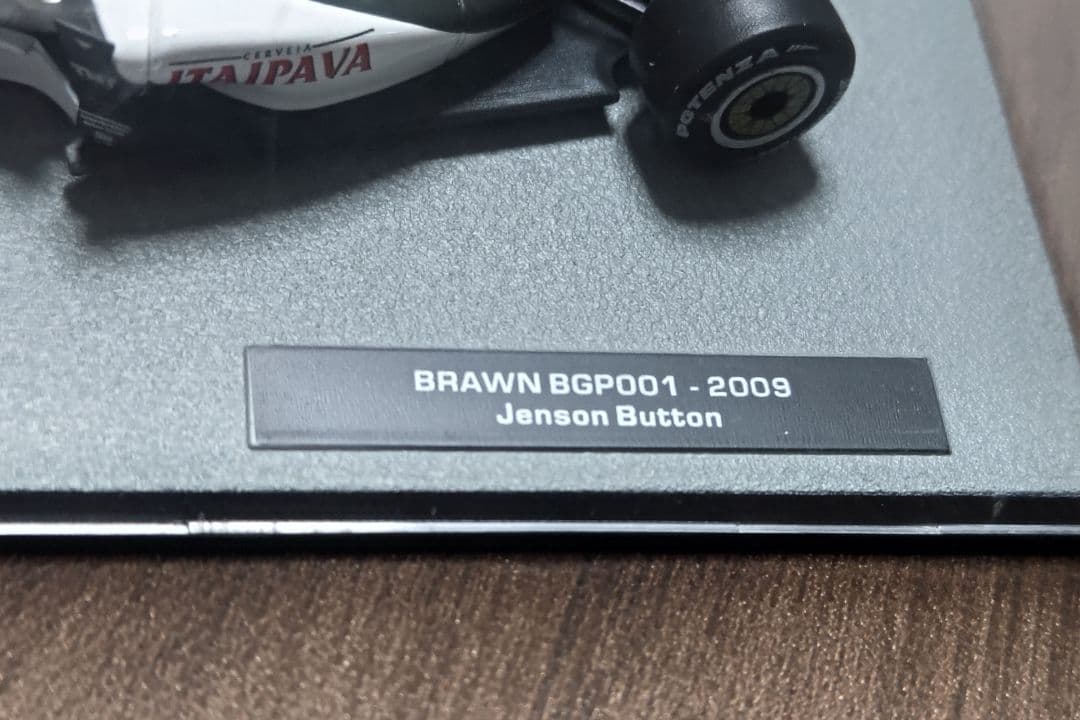 CERVEJA
ITAIPAVA
POTENZA
BRAWN BGP001 - 2009
Jenson Button